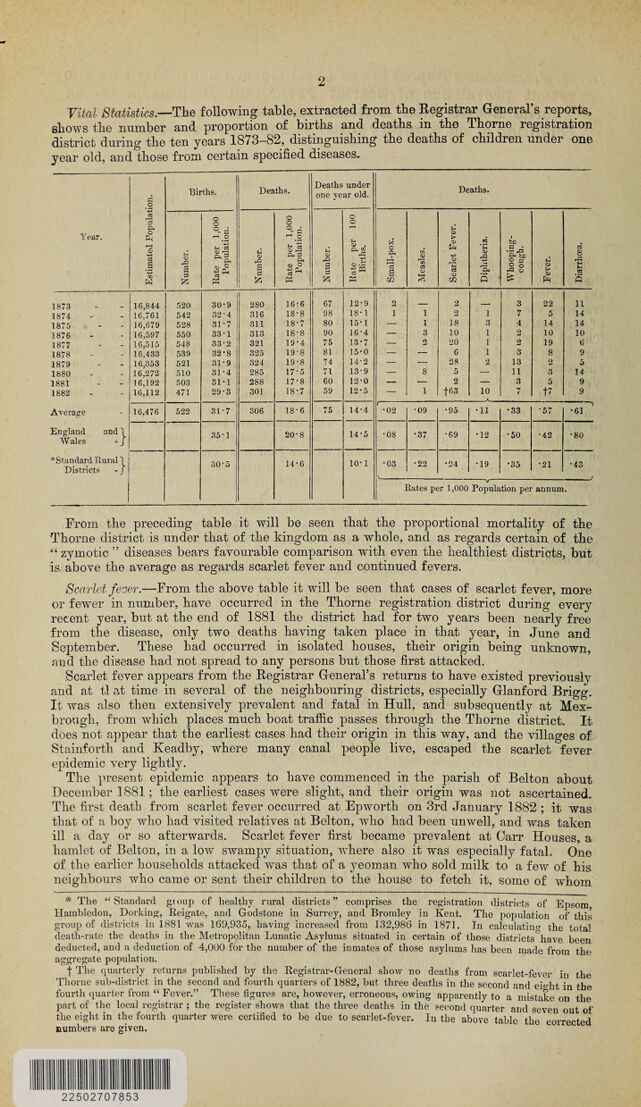 2
Vital Statistics.—The following table, extracted from the Registrar General's reports,
shows the number and proportion of births and deaths in the Thorne registration
district during the ten years 1873–82, distinguishing the deaths of children under one
year old, and those from certain specified diseases.
Year. Estimated Population. Births. Deaths. Deaths under one year old. Deaths.
Number. Rate per 1,000 Population. Number. Rate per 1,000 Population. Number. Rate per 100 Births. Small-pox. Measles. Scarlet Fever. Diphtheria. Whooping-cough. Fever. Diarrhœa.
1873 - - 16,844 520 30·9 280 16·6 67 12·9 2 — 2 — 3 22 11
1874 - - 16,761 542 32·4 316 18·8 98 18·1 1 1 2 1 7 5 14
1875 - - 16,679 528 31·7 311 18·7 80 15·1 — 1 18 3 4 14 14
1876 - - 16,597 550 33·1 313 18·8 90 16·4 — 3 10 1 2 10 10
1877 - - 16,515 548 33·2 321 19·4 75 13·7 — 2 20 1 2 19 6
1878 - - 16,433 539 32·8 325 19·8 81 15·0 — — 6 1 3 8 9
1879 - - 16,353 521 31·9 324 19·8 74 14·2 — — 28 2 13 2 5
1880 - - 16,272 510 31·4 285 17·5 71 13·9 — 8 5 — 11 3 14
1881 - - 16,192 503 31·1 288 17·8 60 12·0 — — 2 — 3 5 9
1882 - - 16,112 471 29·3 301 18·7 59 12·5 — 1 †63 10 7 †7 9
Average - 16,476 522 31·7 306 18·6 75 14·4 ·02 ·09 ·95 ·11 ·33 ·57 ·61
England and Wales - } 35·1 20·8 14·5 ·08 ·37 ·69 ·12 ·50 ·42 ·80
*Standard Rural Districts - } 30·5 14·6 10·1 ·03 ·22 ·24 ·19 ·35 ·21 ·43
Rates per 1,000 Population per annum.
From the preceding table it will be seen that the proportional mortality of the
Thorne district is under that of the kingdom as a whole, and as regards certain of the
“ zymotic ” diseases bears favourable comparison with even the healthiest districts, but
is above the average as regards scarlet fever and continued fevers.
Scarlet fever.—From the above table it will be seen that cases of scarlet fever, more
or fewer in number, have occurred in the Thorne registration district during every
recent year, but at the end of 1881 the district had for two years been nearly free
from the disease, only two deaths having taken place in that year, in June and
September. These had occurred in isolated houses, their origin being unknown,
and the disease had not spread to any persons but those first attacked.
Scarlet fever appears from the Registrar General's returns to have existed previously
and at that time in several of the neighbouring districts, especially Glanford Brigg.
It was also then extensively prevalent and fatal in Hull, and subsequently at Mex-
brough, from which places much boat traffic passes through the Thorne district. It
does not appear that the earliest cases had their origin in this way, and the villages of
Stainforth and Keadby, where many canal people live, escaped the scarlet fever
epidemic very lightly.
The present epidemic appears to have commenced in the parish of Belton about
December 1881; the earliest cases were slight, and their origin was not ascertained.
The first death from scarlet fever occurred at Epworth on 3rd January 1882 ; it was
that of a boy who had visited relatives at Belton, who had been unwell, and was taken
ill a day or so afterwards. Scarlet fever first became prevalent at Carr Houses, a
hamlet of Belton, in a low swampy situation, where also it was especially fatal. One
of the earlier households attacked was that of a yeoman who sold milk to a few of his
neighbours who came or sent their children to the house to fetch it, some of whom
* The “ Standard group of healthy rural districts ” comprises the registration districts of Epsom,
Hambledon, Dorking, Reigate, and Godstone in Surrey, and Bromley in Kent. The population of this
group of districts in 1881 was 169,935, having increased from 132,986 in 1871. In calculating the total
death-rate the deaths in the Metropolitan Lunatic Asylums situated in certain of those districts have been
deducted, and a deduction of 4,000 for the number of the inmates of those asylums has been made from the
aggregate population.
† The quarterly returns published by the Registrar-General show no deaths from scarlet-fever in the
Thorne sub-district in the second and fourth quarters of 1882, but three deaths in the second and eight in the
fourth quarter from “ Fever.” These figures are, however, erroneous, owing apparently to a mistake on the
part of the local registrar ; the register shows that the three deaths in the second quarter and seven out of
the eight in the fourth quarter were certified to be due to scarlet-fever. In the above table the corrected
numbers are given.
22502707853